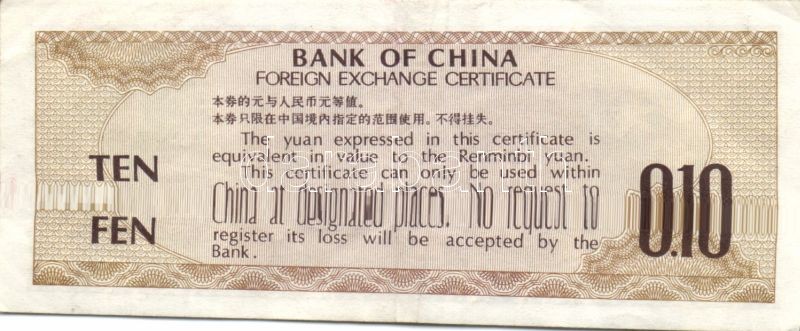 BANK OF CHINA
FOREIGN EXCHANGE CERTIFICATE
本券的元与人民币元等值。
本券只限在中国境内指定的范围使用。不得挂失。
The yuan expressed in this certificate is
equivalent in value to the Renminbi yuan.
This certificate can only be used within
China at designated places. No request to
register its loss will be accepted by the
Bank.
TEN
FEN
0.10